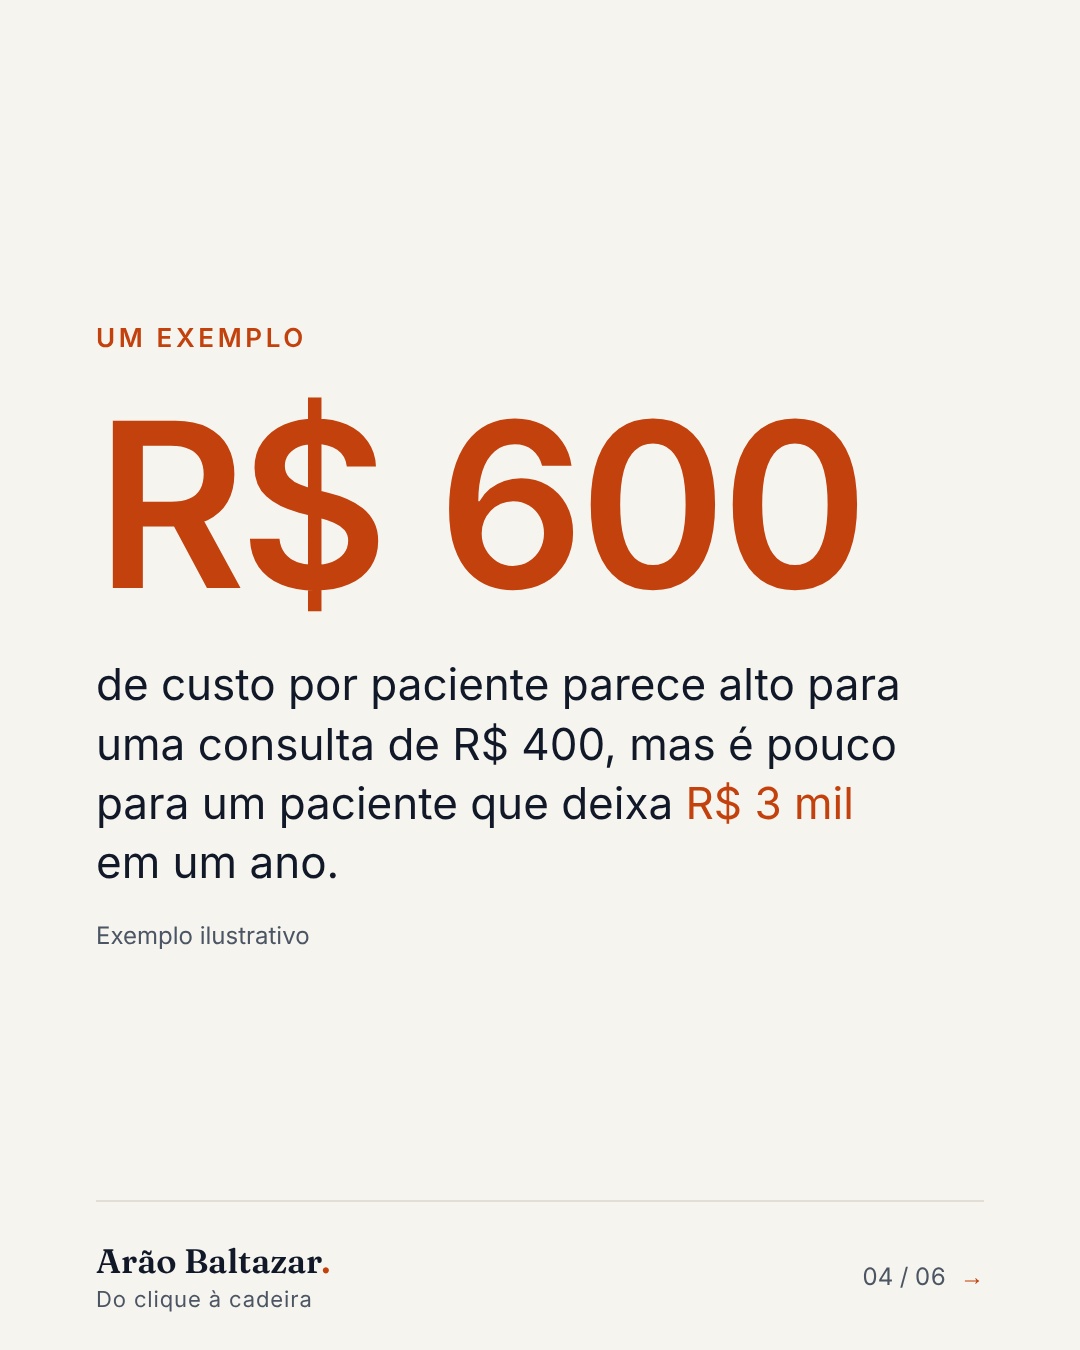 UM EXEMPLO
R$ 600
de custo por paciente parece alto para
uma consulta de R$ 400, mas é pouco
para um paciente que deixa R$ 3 mil
em um ano.
Exemplo ilustrativo
Arão Baltazar.
Do clique à cadeira
04 / 06 →